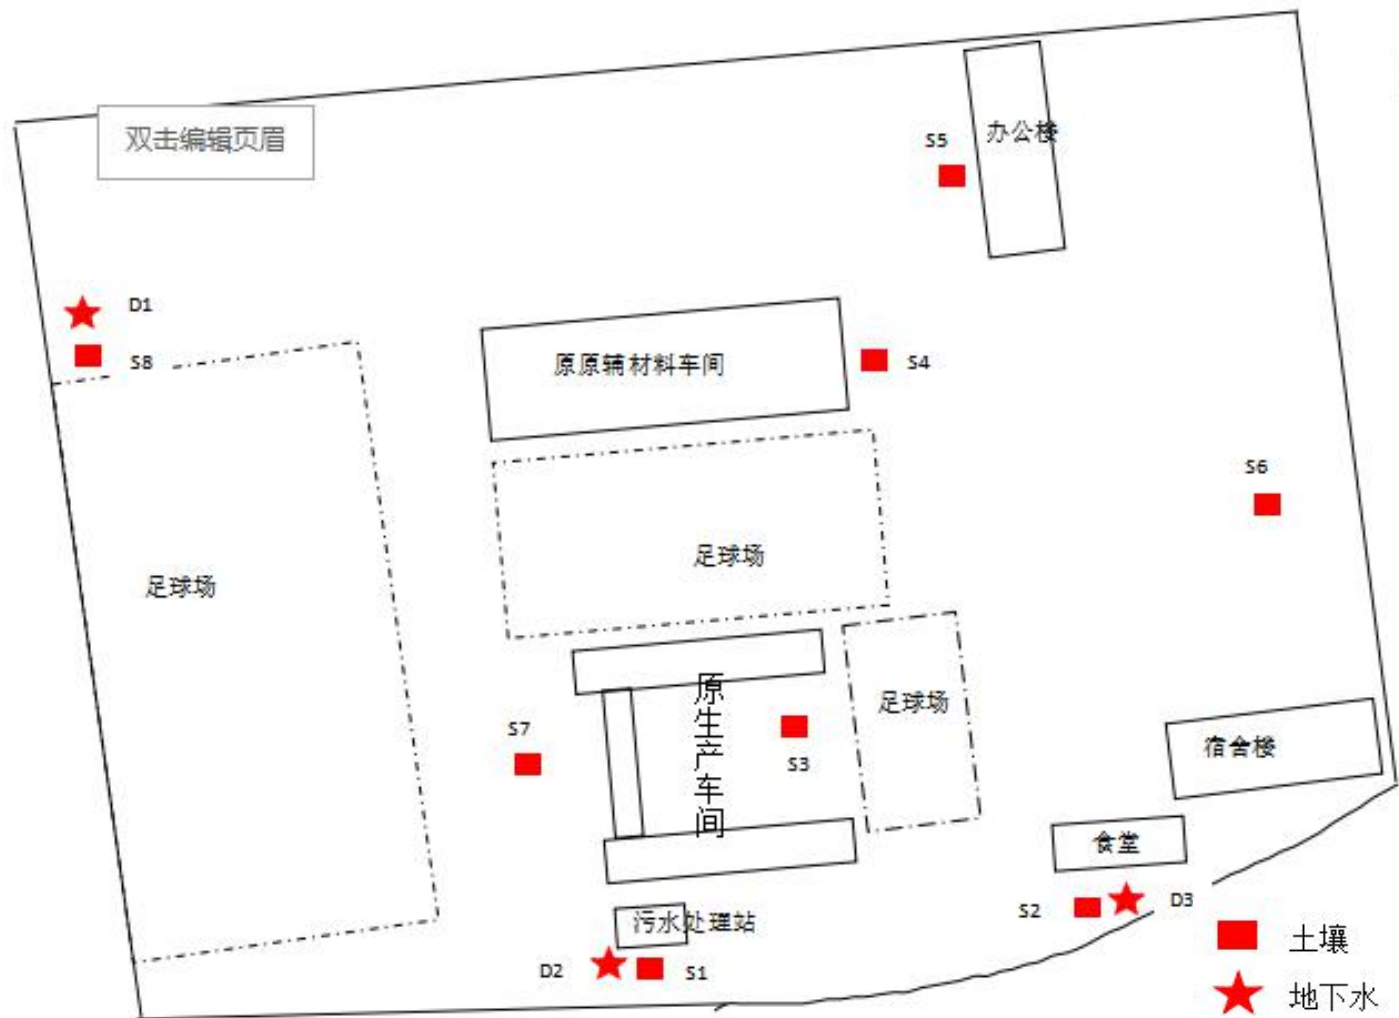 双击编辑页眉
办公楼
S5
D1
S8
原原辅材料车间
S4
S6
足球场
足球场
原生产车间
足球场
S7
S3
宿舍楼
食堂
S2
D3
污水处理站
D2
S1
土壤
地下水